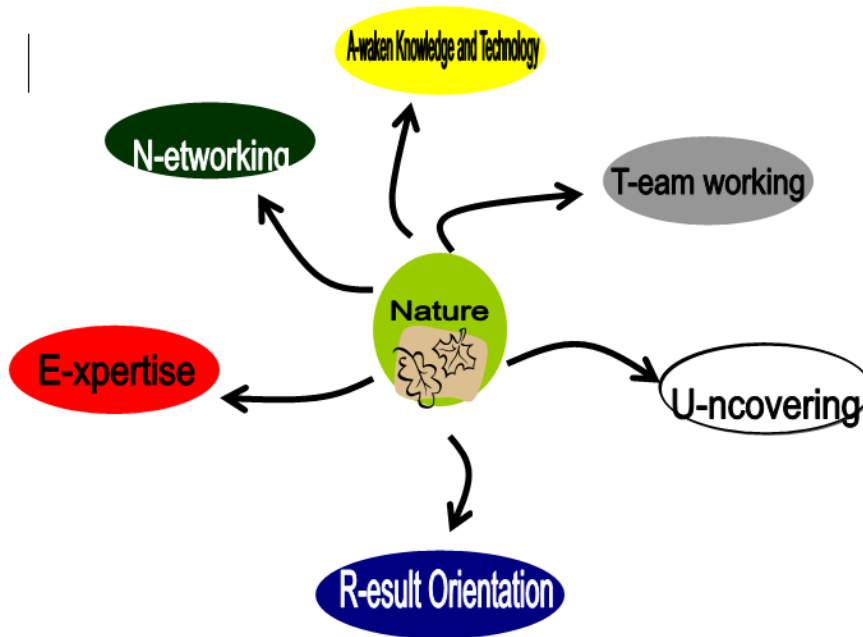 A-waken Knowledge and Technology
N-etworking
T-eam working
Nature
E-xpertise
U-ncovering
R-esult Orientation